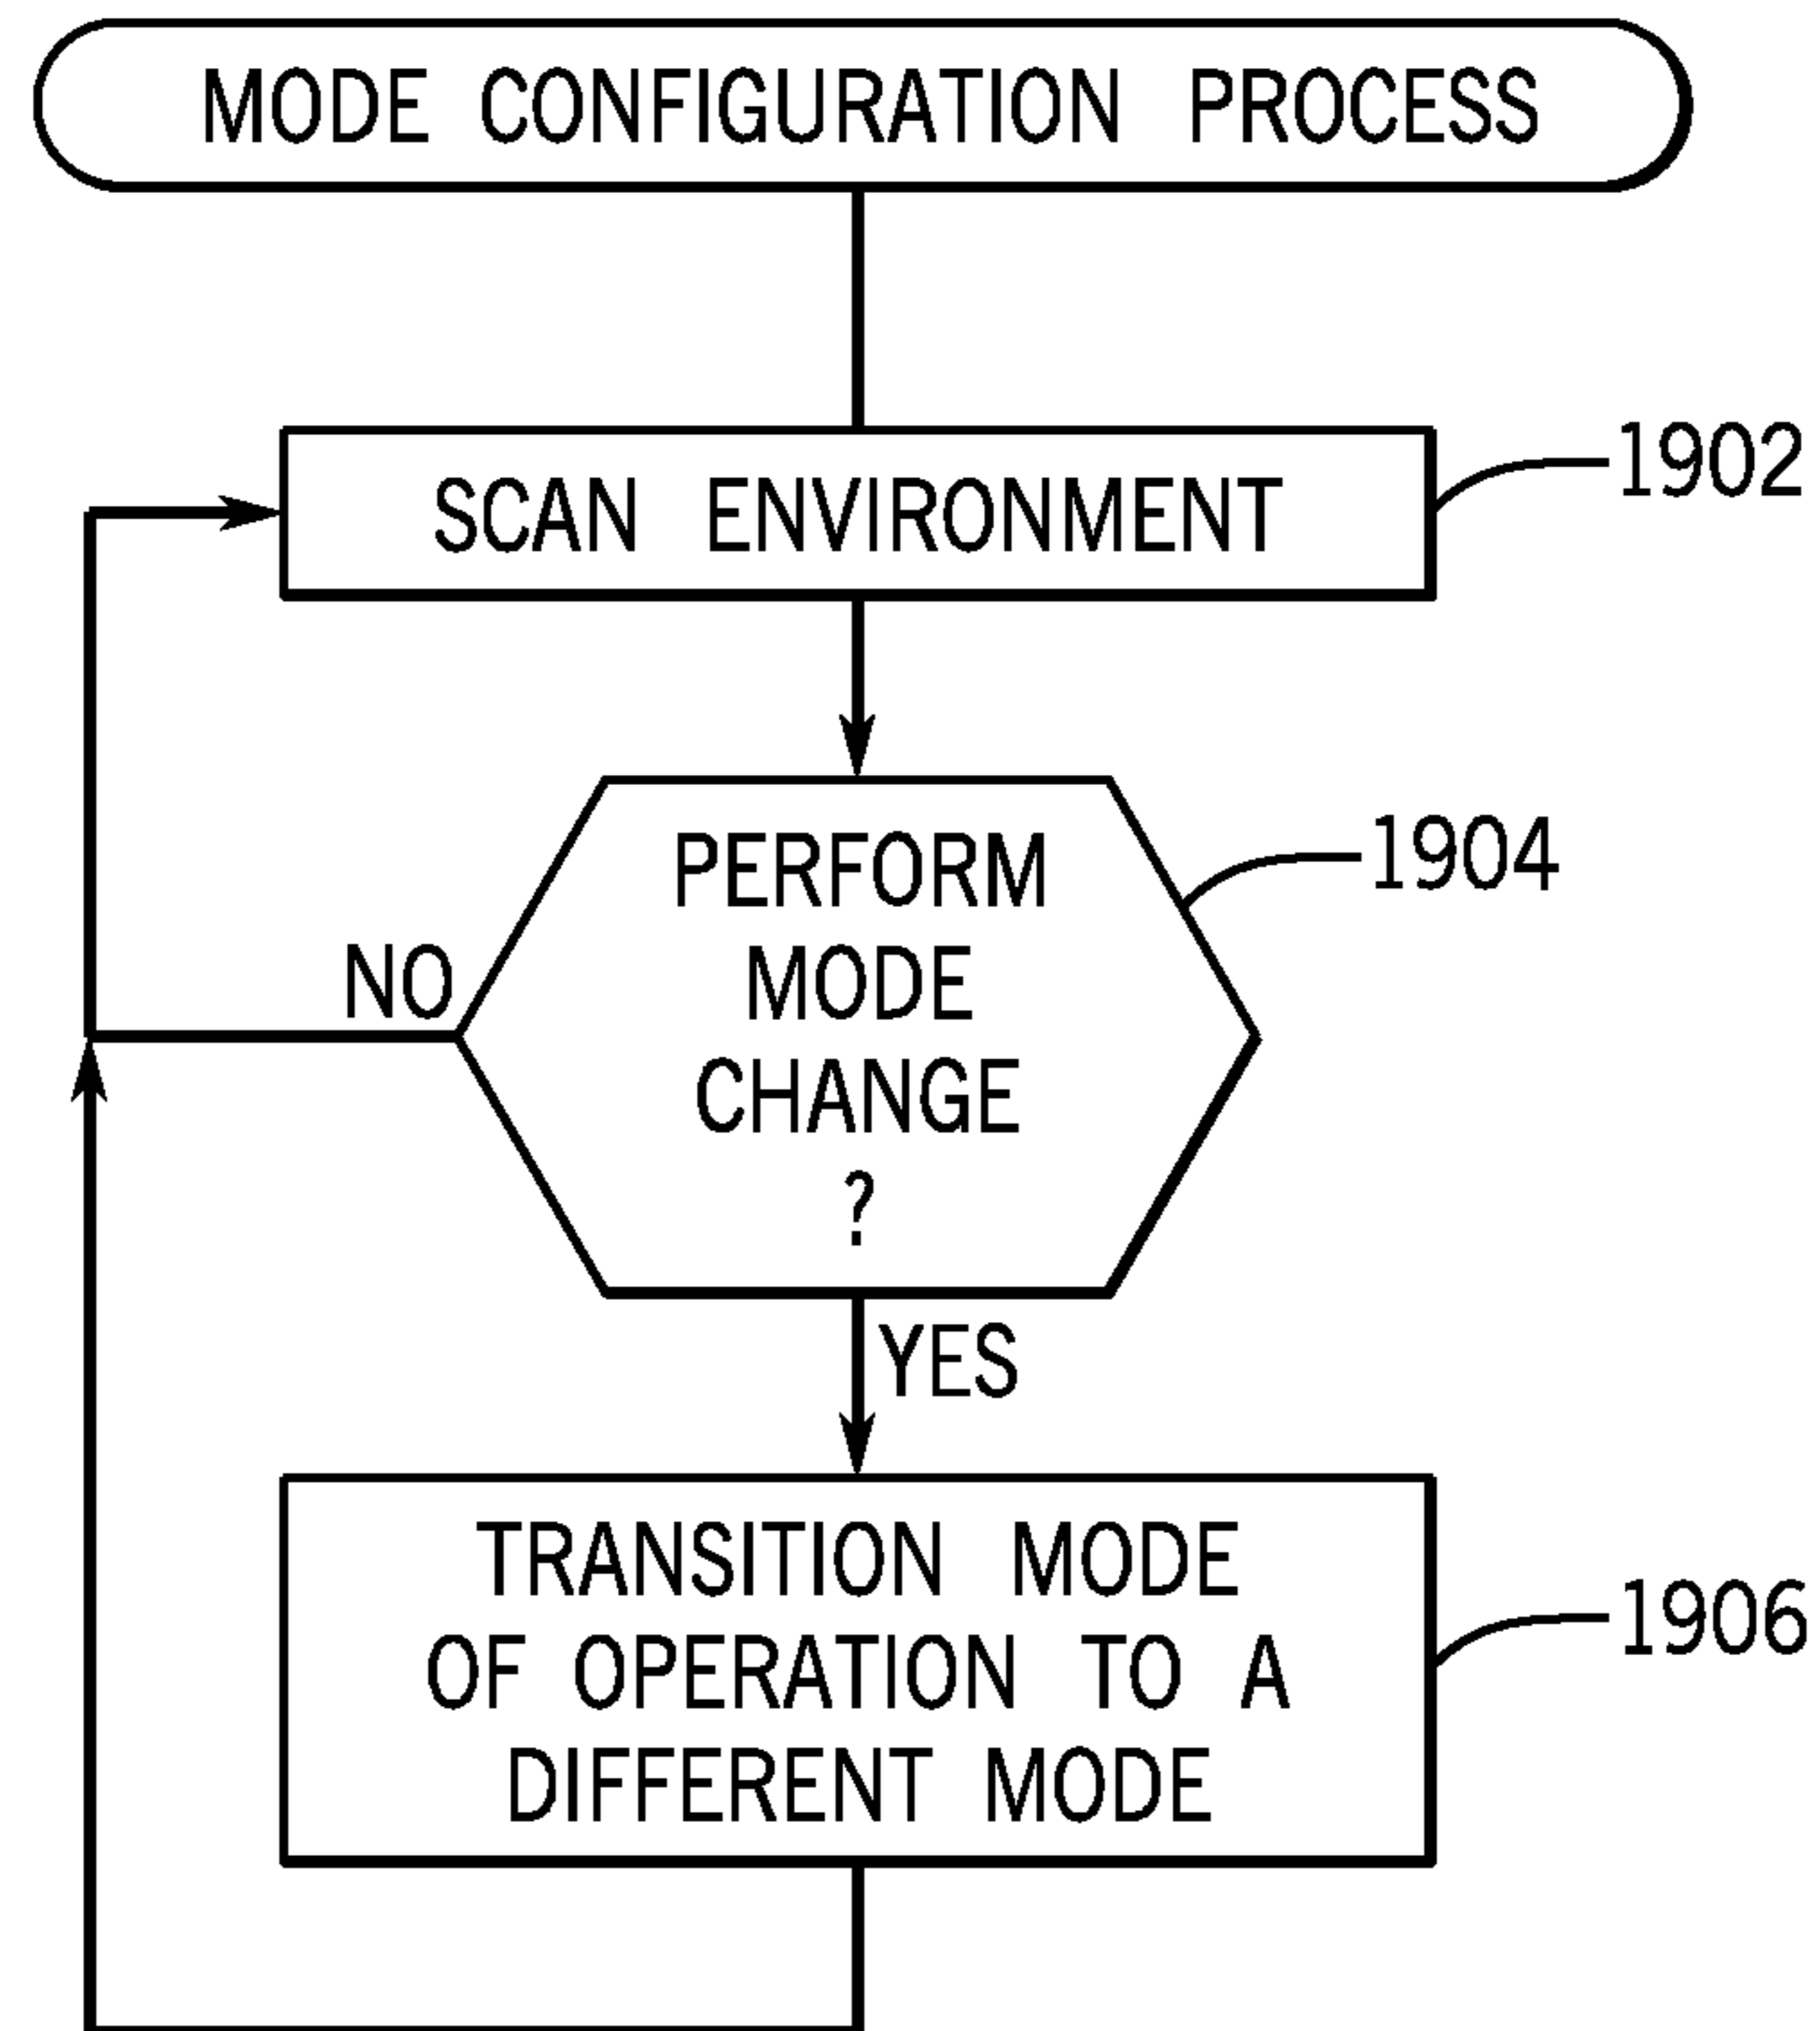 MODE CONFIGURATION PROCESS
SCAN ENVIRONMENT
1902
PERFORM
MODE
CHANGE
?
1904
NO
YES
TRANSITION MODE
OF OPERATION TO A
DIFFERENT MODE
1906